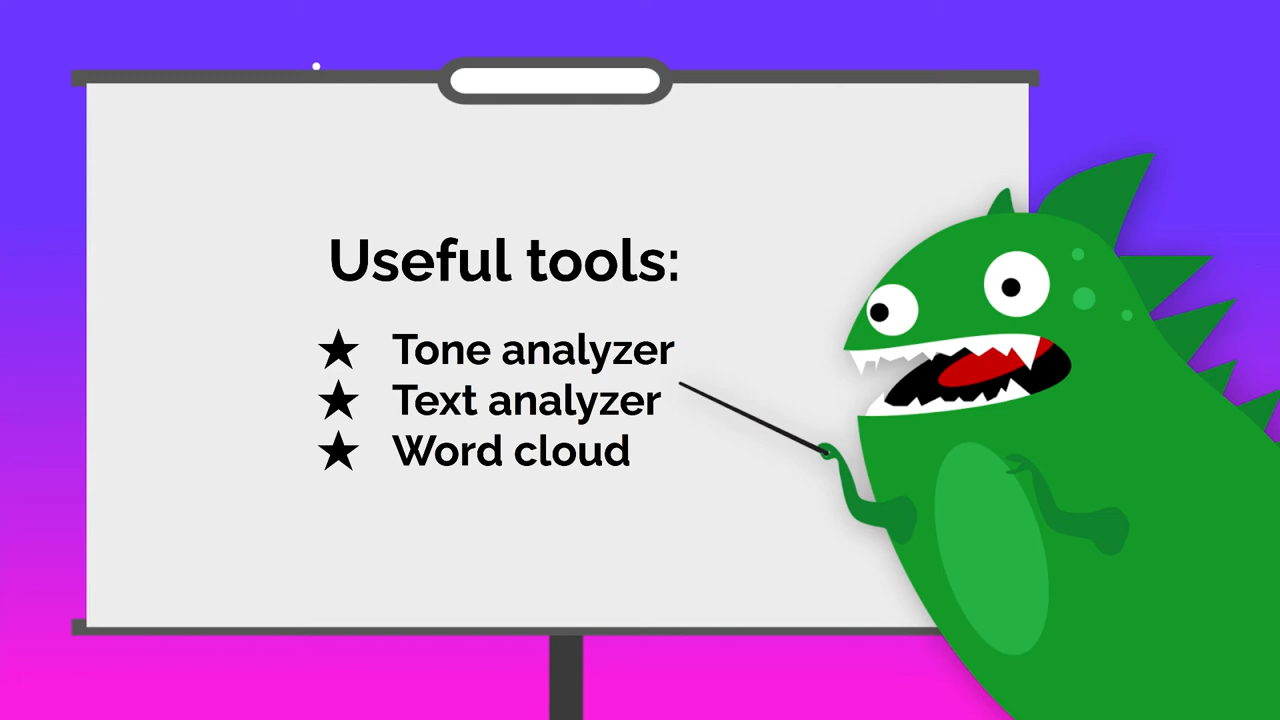 Useful tools:
★ Tone analyzer
★ Text analyzer
★ Word cloud